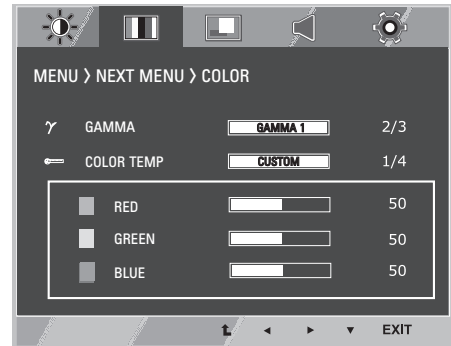 MENU > NEXT MENU > COLOR
γ GAMMA GAMMA 1 2/3
COLOR TEMP CUSTOM 1/4
RED 50
GREEN 50
BLUE 50
EXIT